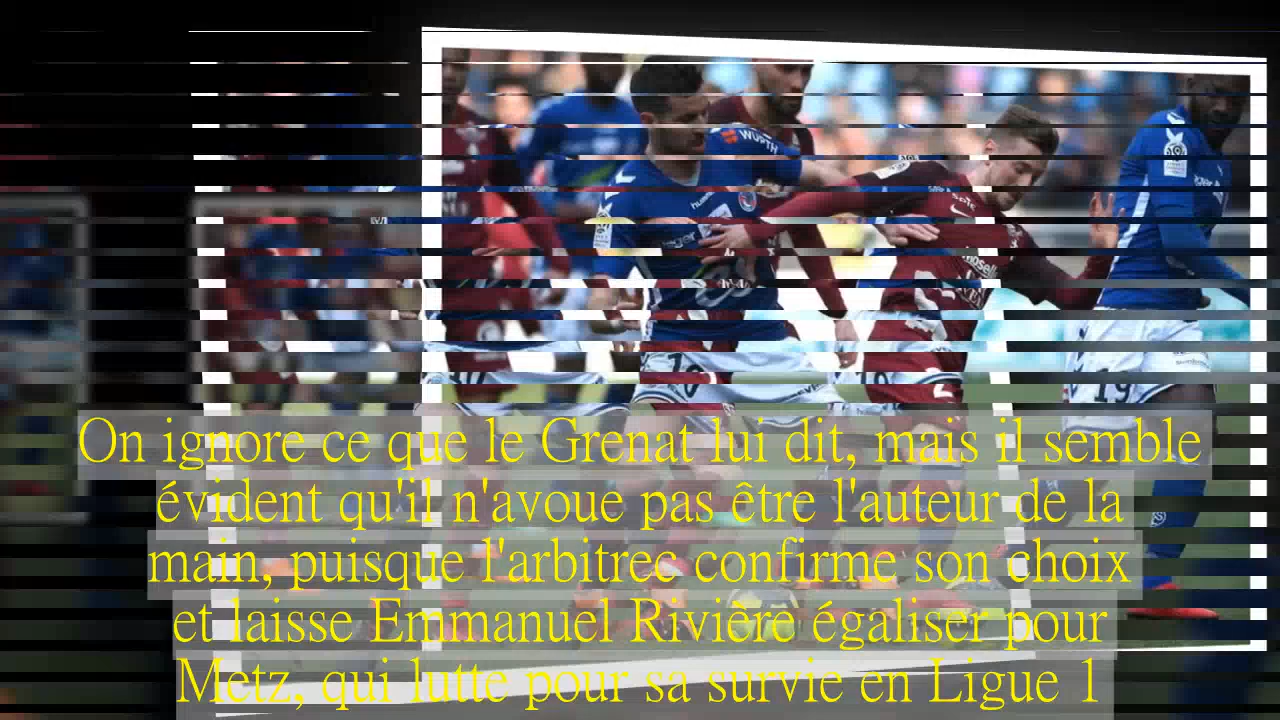 WÜRTH
19
On ignore ce que le Grenat lui dit, mais il semble
évident qu'il n'avoue pas être l'auteur de la
main, puisque l'arbitrec confirme son choix
et laisse Emmanuel Rivière égaliser pour
Metz, qui lutte pour sa survie en Ligue 1